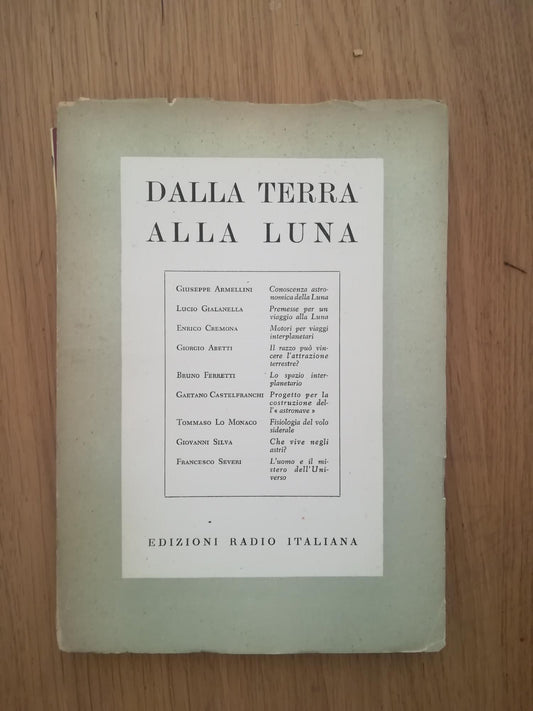 DALLA TERRA
ALLA LUNA
GIUSEPPE ARMELLINI Conoscenza astro-
nomica della Luna
LUCIO GIALANELLA Premesse per un
viaggio alla Luna
ENRICO CREMONA Motori per viaggi
interplanetari
GIORGIO ABETTI Il razzo può vin-
cere l'attrazione
terrestre?
BRUNO FERRETTI Lo spazio inter-
planetario
GAETANO CASTELFRANCHI Progetto per la
costruzione del-
l'« astronave »
TOMMASO LO MONACO Fisiologia del volo
siderale
GIOVANNI SILVA Che vive negli
astri?
FRANCESCO SEVERI L'uomo e il mi-
stero dell'Uni-
verso
EDIZIONI RADIO ITALIANA